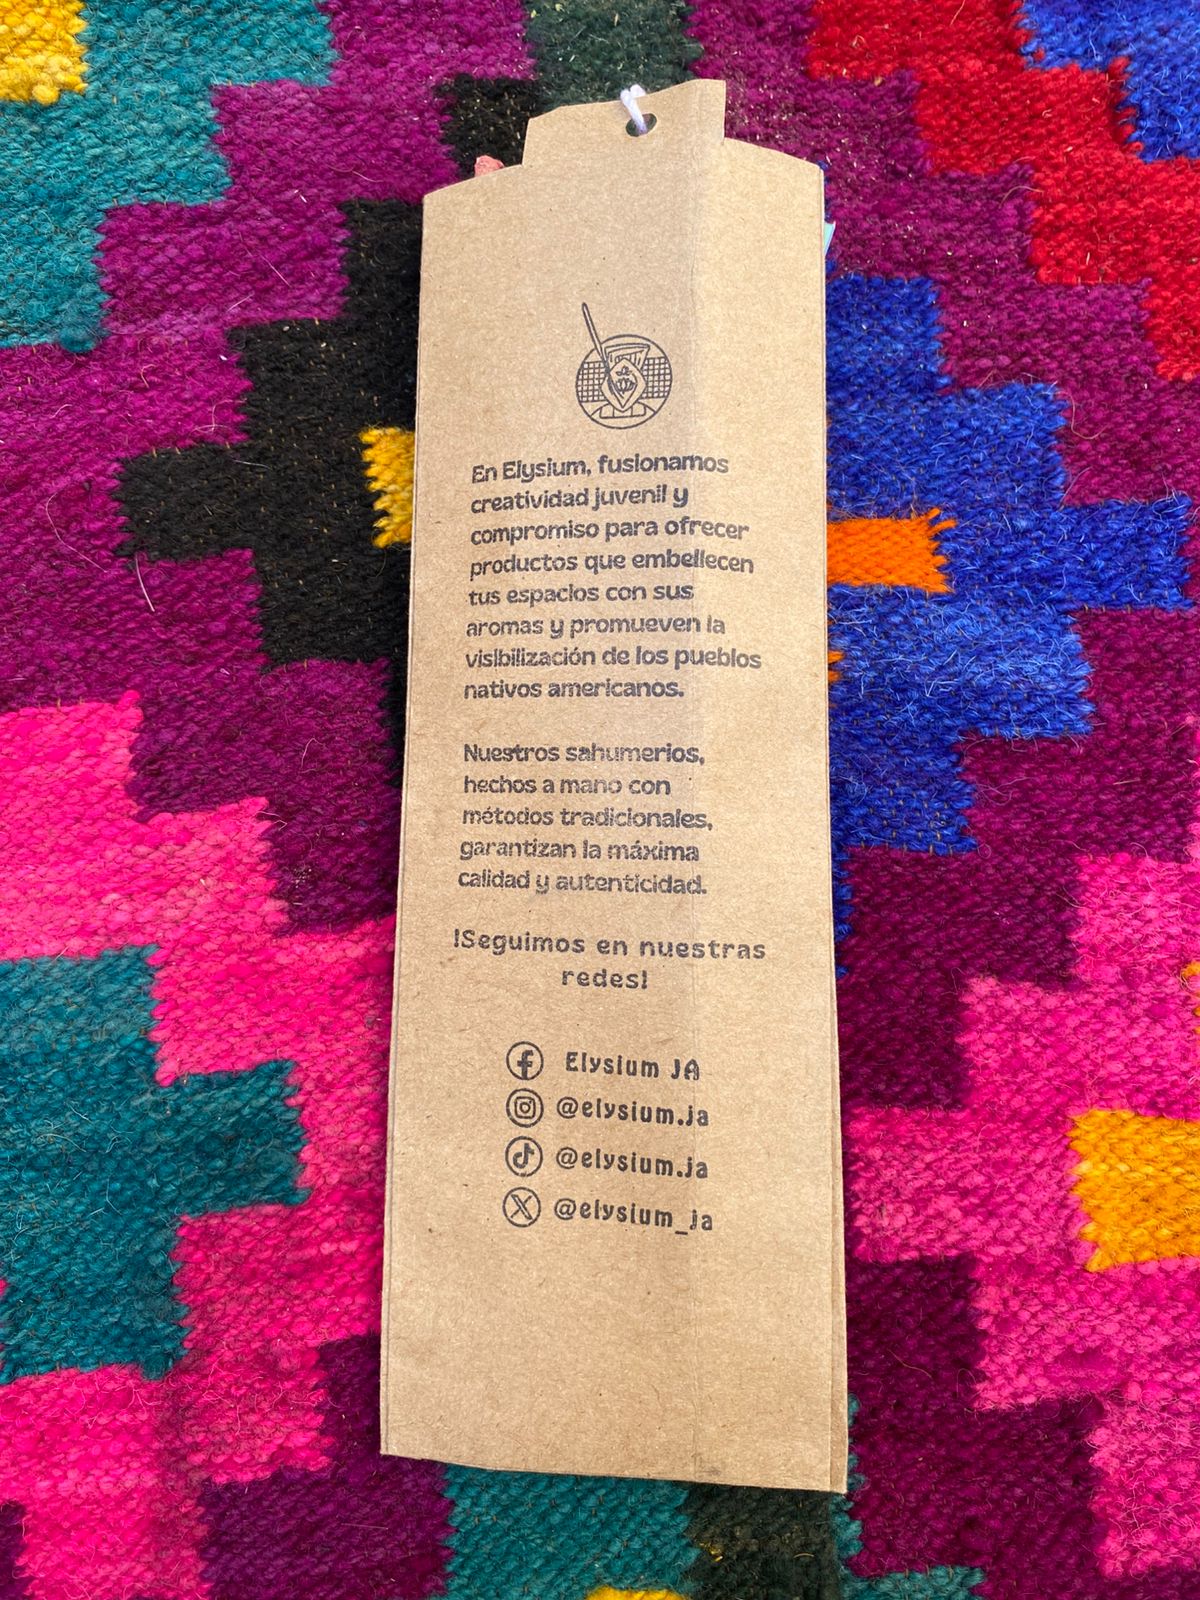 En Elysium, fusionamos
creatividad juvenil y
compromiso para ofrecer
productos que embellecen
tus espacios con sus
aromas y promueven la
visibilización de los pueblos
nativos americanos.
Nuestros sahumerios,
hechos a mano con
métodos tradicionales,
garantizan la máxima
calidad y autenticidad.
!Seguimos en nuestras
redes!
Elysium JA
@elysium.ja
@elysium.ja
@elysium_ja